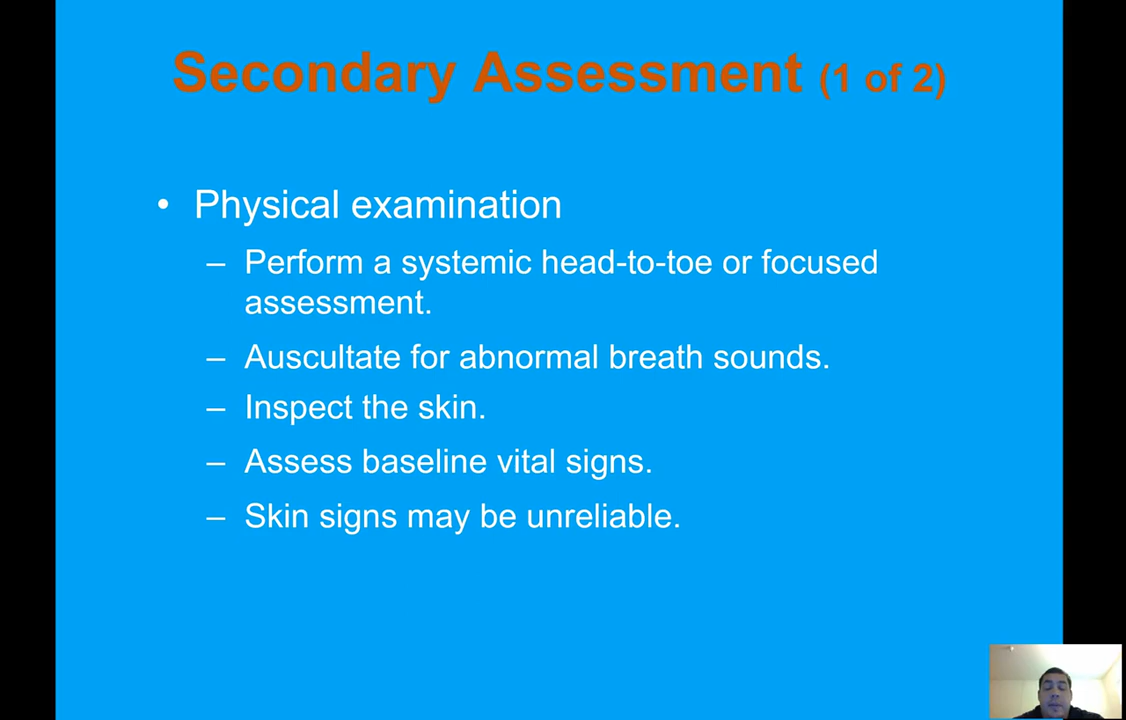 Secondary Assessment (1 of 2)
• Physical examination
– Perform a systemic head-to-toe or focused
assessment.
– Auscultate for abnormal breath sounds.
– Inspect the skin.
– Assess baseline vital signs.
– Skin signs may be unreliable.